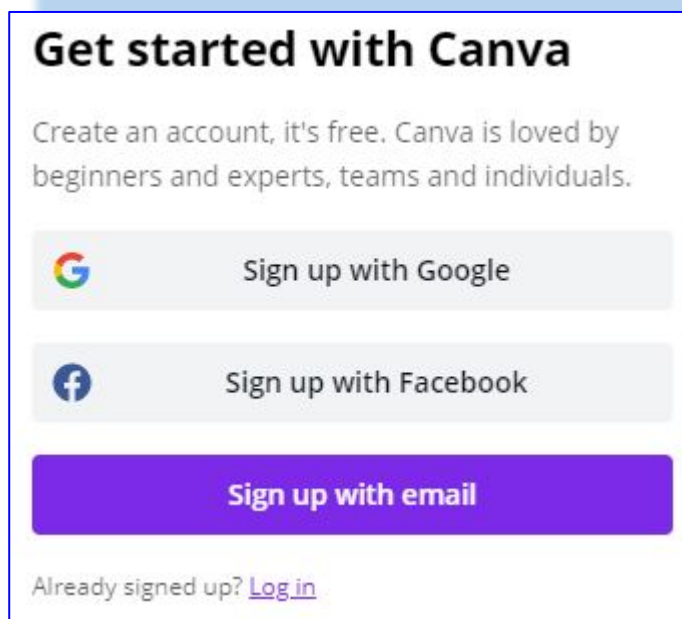 Get started with Canva
Create an account, it's free. Canva is loved by
beginners and experts, teams and individuals.
Sign up with Google
Sign up with Facebook
Sign up with email
Already signed up? Log in